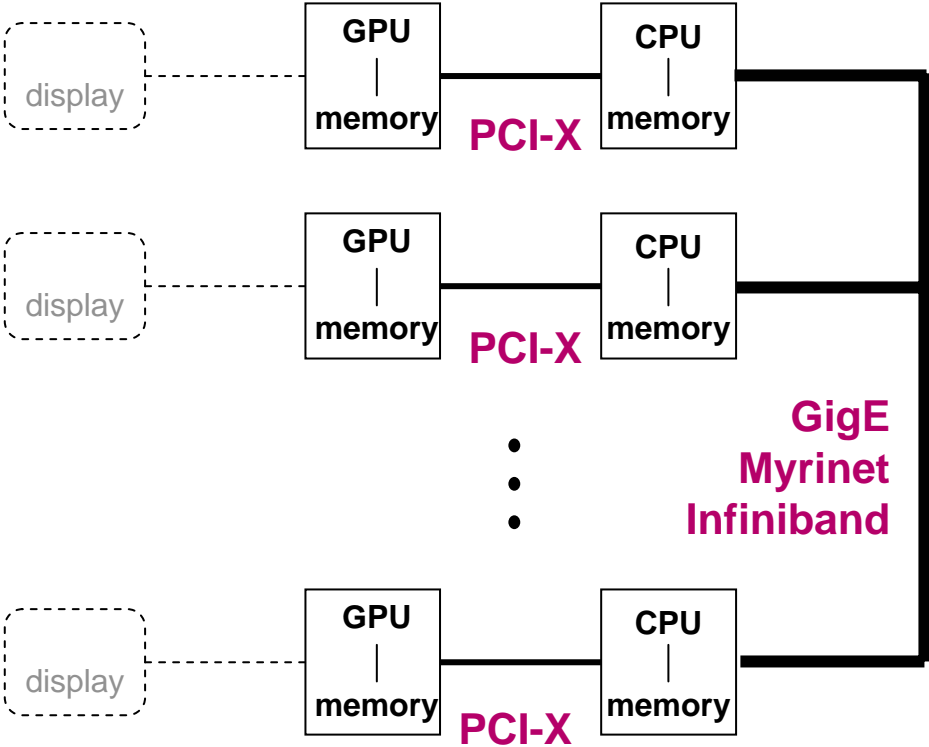 GPU
CPU
display
memory
memory
PCI-X
GPU
CPU
display
memory
memory
PCI-X
GigE
Myrinet
Infiniband
GPU
CPU
display
memory
memory
PCI-X